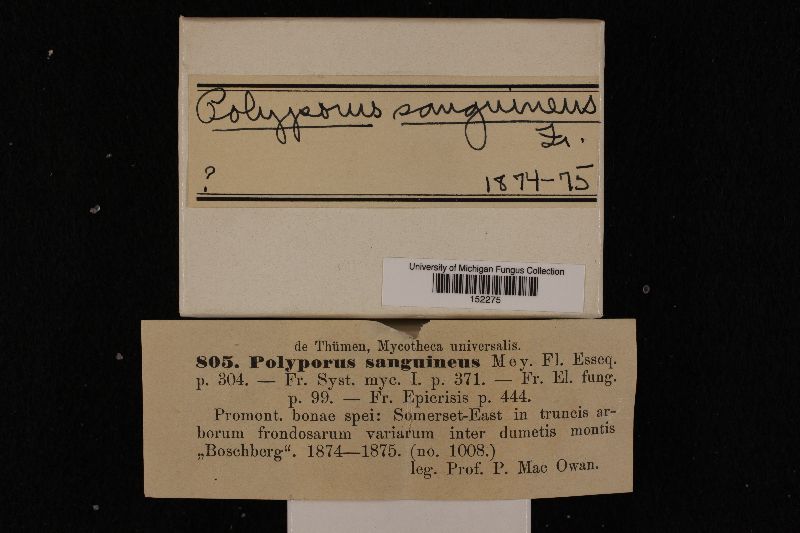 Polyporus sanguineus
Fr.
? 1874-75
University of Michigan Fungus Collection
152275
de Thümen, Mycotheca universalis.
805. Polyporus sanguineus Mey. Fl. Esseq.
p. 304. — Fr. Syst. myc. I. p. 371. — Fr. El. fung.
p. 99. — Fr. Epicrisis p. 444.
Promont. bonae spei: Somerset-East in truncis ar-
borum frondosarum variarum inter dumetis montis
„Boschberg“. 1874—1875. (no. 1008.)
leg. Prof. P. Mac Owan.